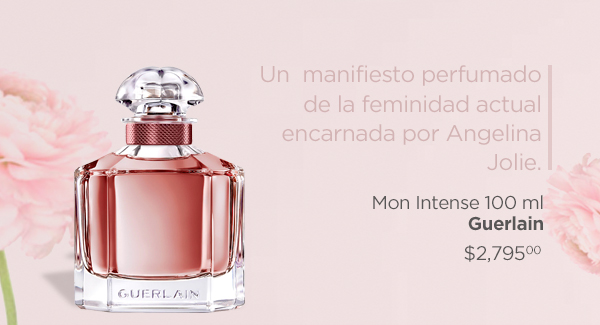 Un manifiesto perfumado
de la feminidad actual
encarnada por Angelina
Jolie.
Mon Intense 100 ml
Guerlain
$2,795⁰⁰
GUERLAIN